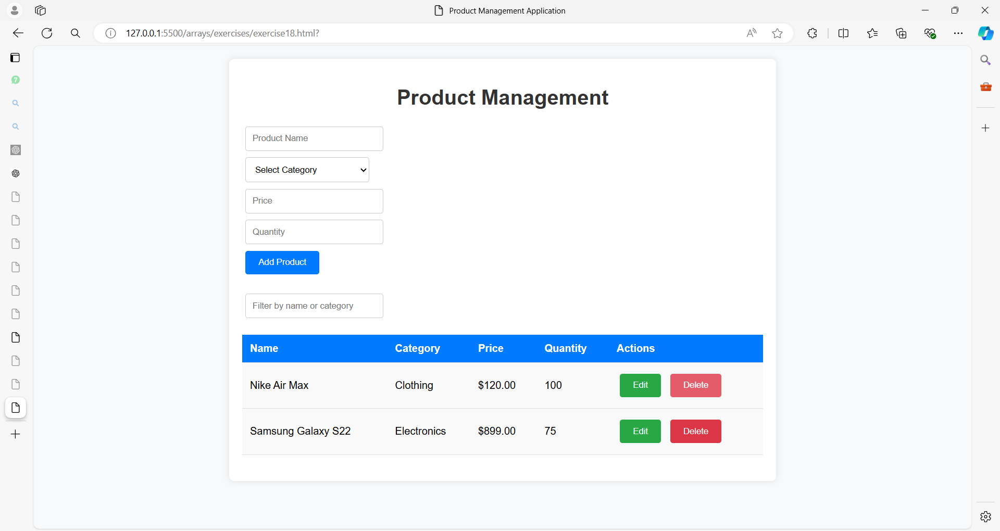 Product Management Application
127.0.0.1:5500/arrays/exercises/exercise18.html?
7
Product Management
Product Name
Select Category
Price
Quantity
Add Product
Filter by name or category
Name Category Price Quantity Actions
Nike Air Max Clothing $120.00 100 Edit Delete
Samsung Galaxy S22 Electronics $899.00 75 Edit Delete